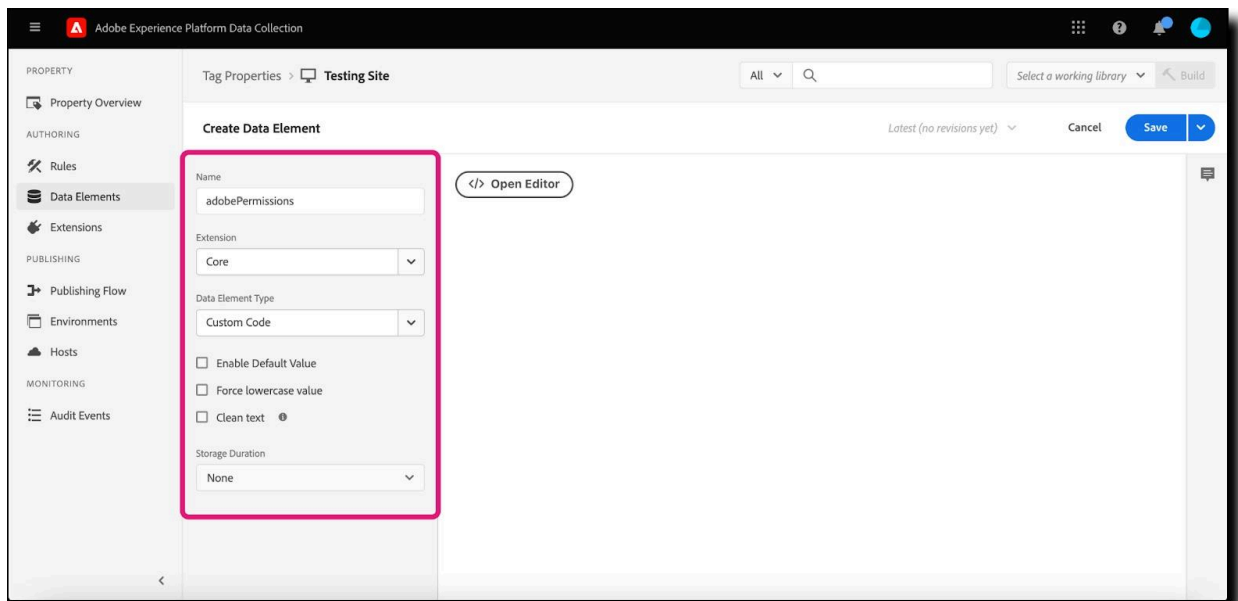 Adobe Experience Platform Data Collection
PROPERTY
Property Overview
AUTHORING
Rules
Data Elements
Extensions
PUBLISHING
Publishing Flow
Environments
Hosts
MONITORING
Audit Events
Tag Properties > Testing Site
All
Select a working library
Build
Create Data Element
Latest (no revisions yet)
Cancel
Save
Name
adobePermissions
Extension
Core
Data Element Type
Custom Code
Enable Default Value
Force lowercase value
Clean text
Storage Duration
None
</> Open Editor